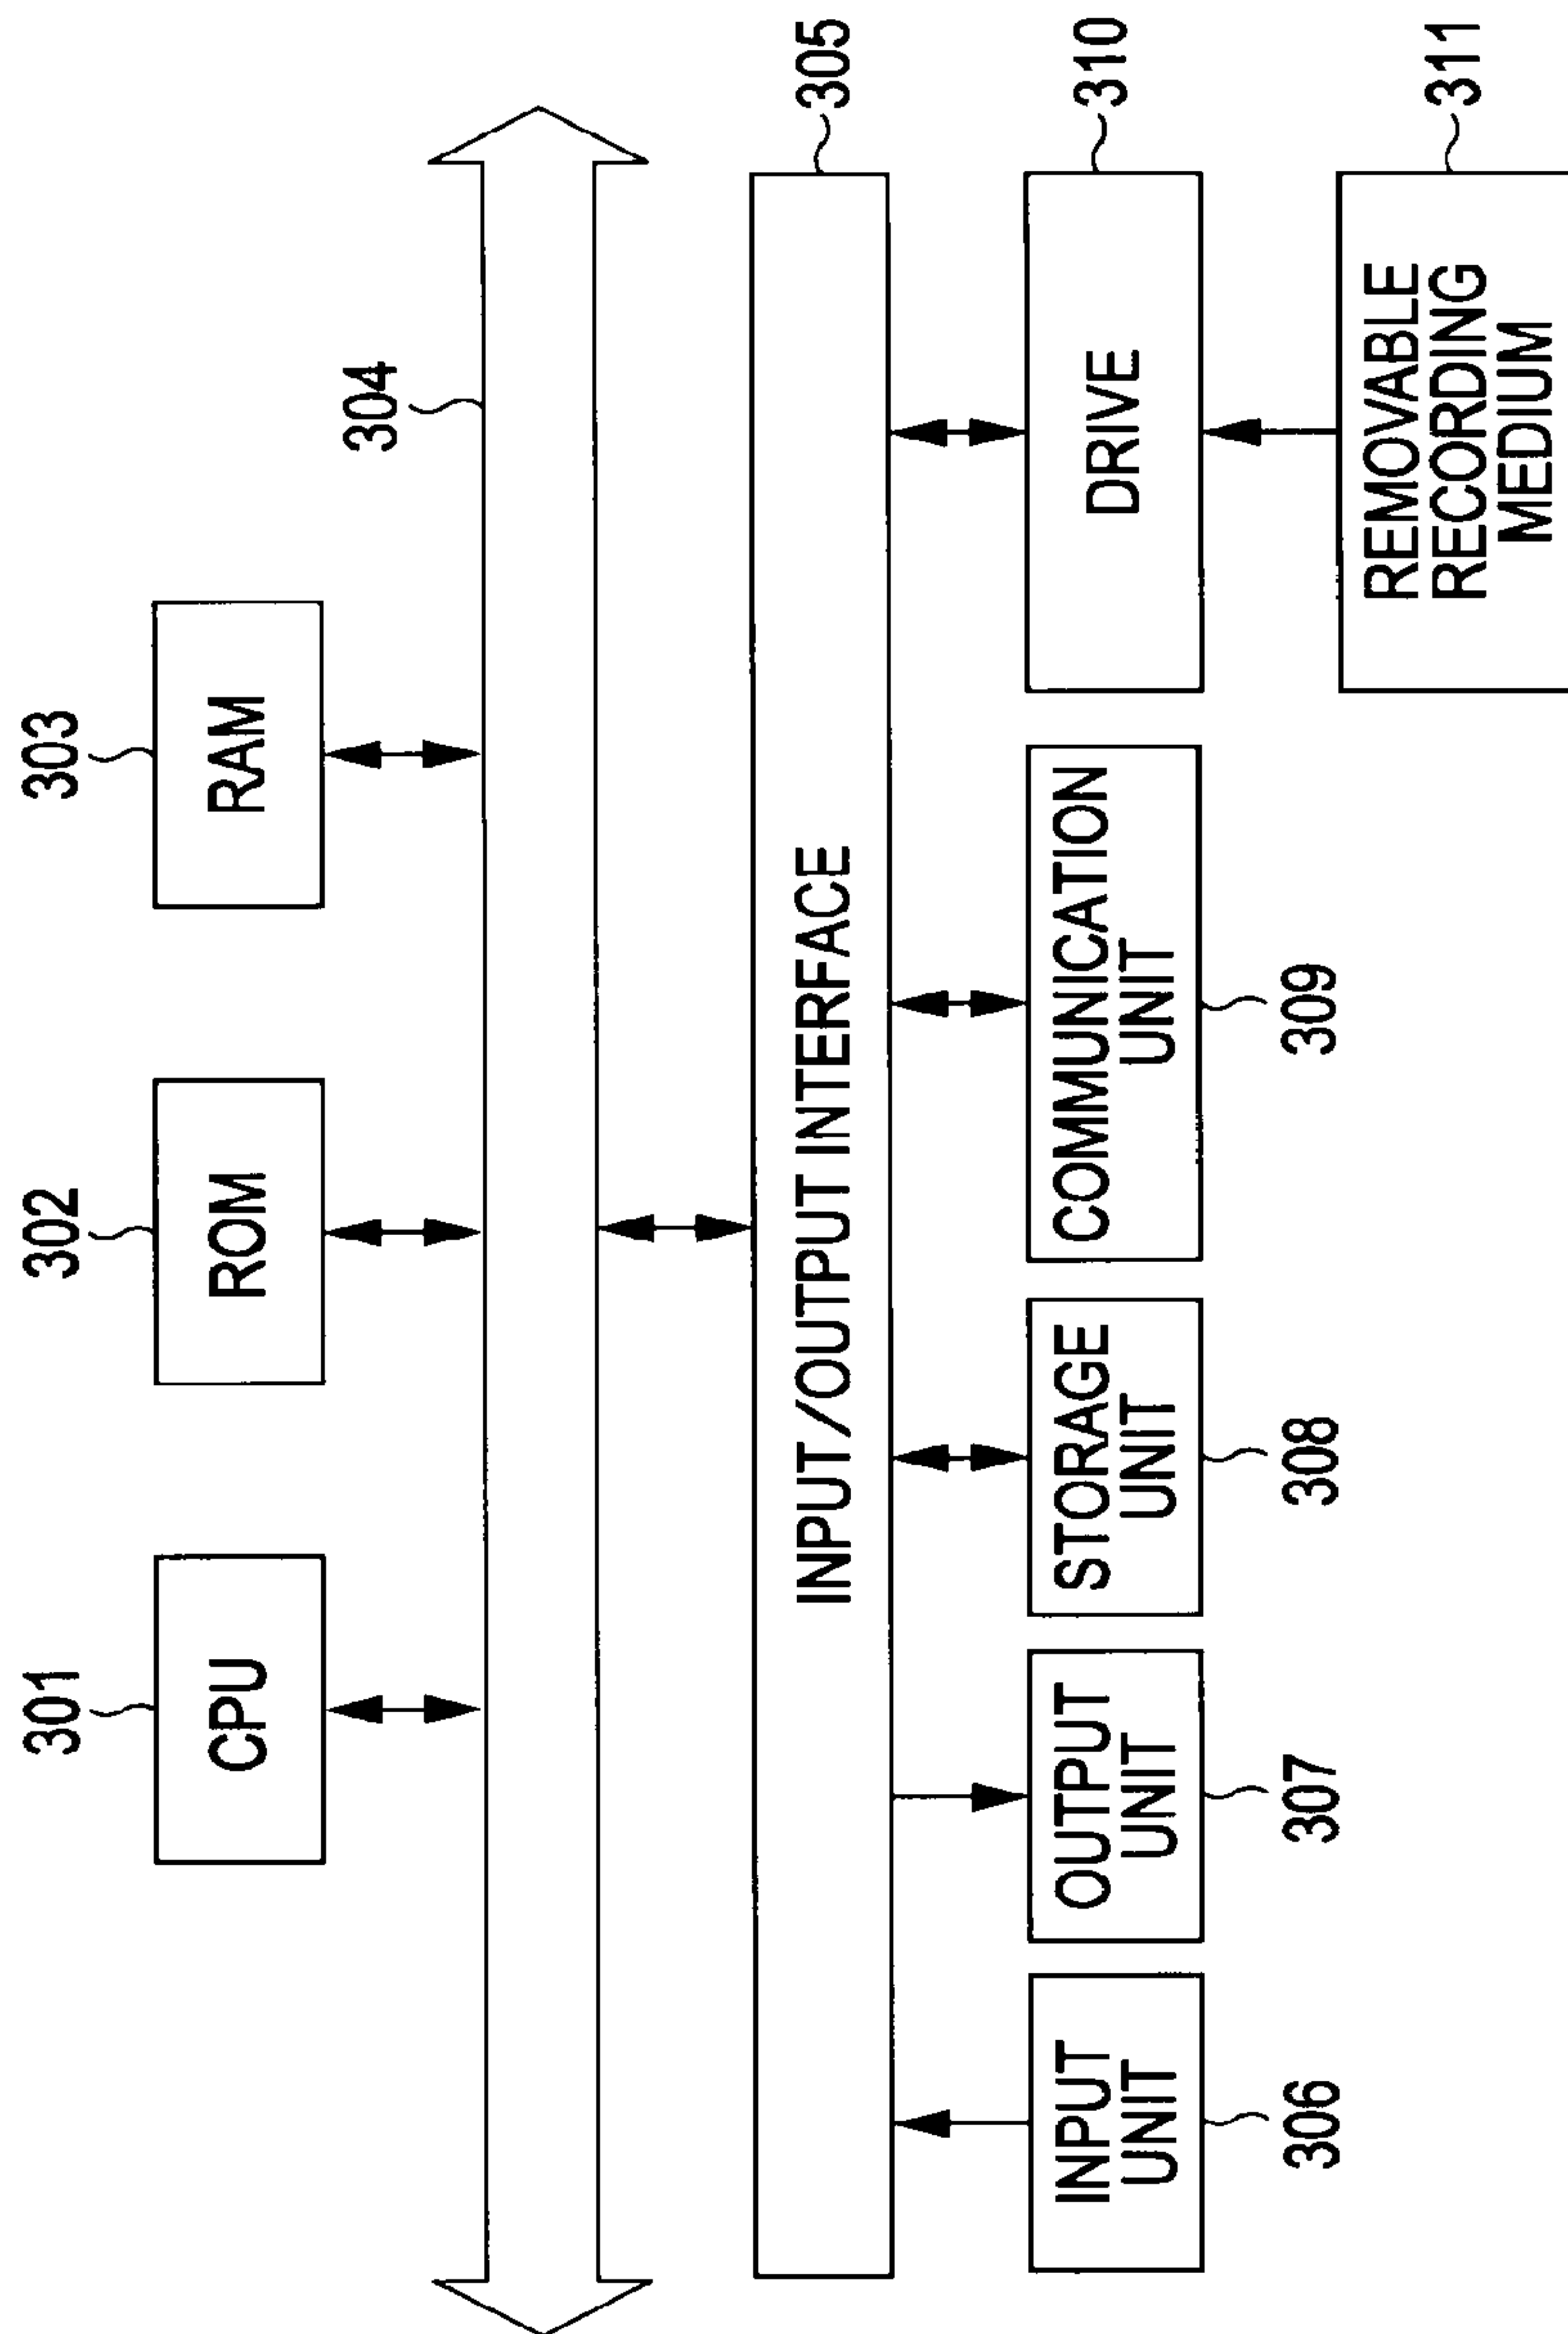 301
302
303
CPU
ROM
RAM
304
INPUT/OUTPUT INTERFACE
305
INPUT
UNIT
OUTPUT
UNIT
STORAGE
UNIT
COMMUNICATION
UNIT
DRIVE
310
306
307
308
309
REMOVABLE
RECORDING
MEDIUM
311